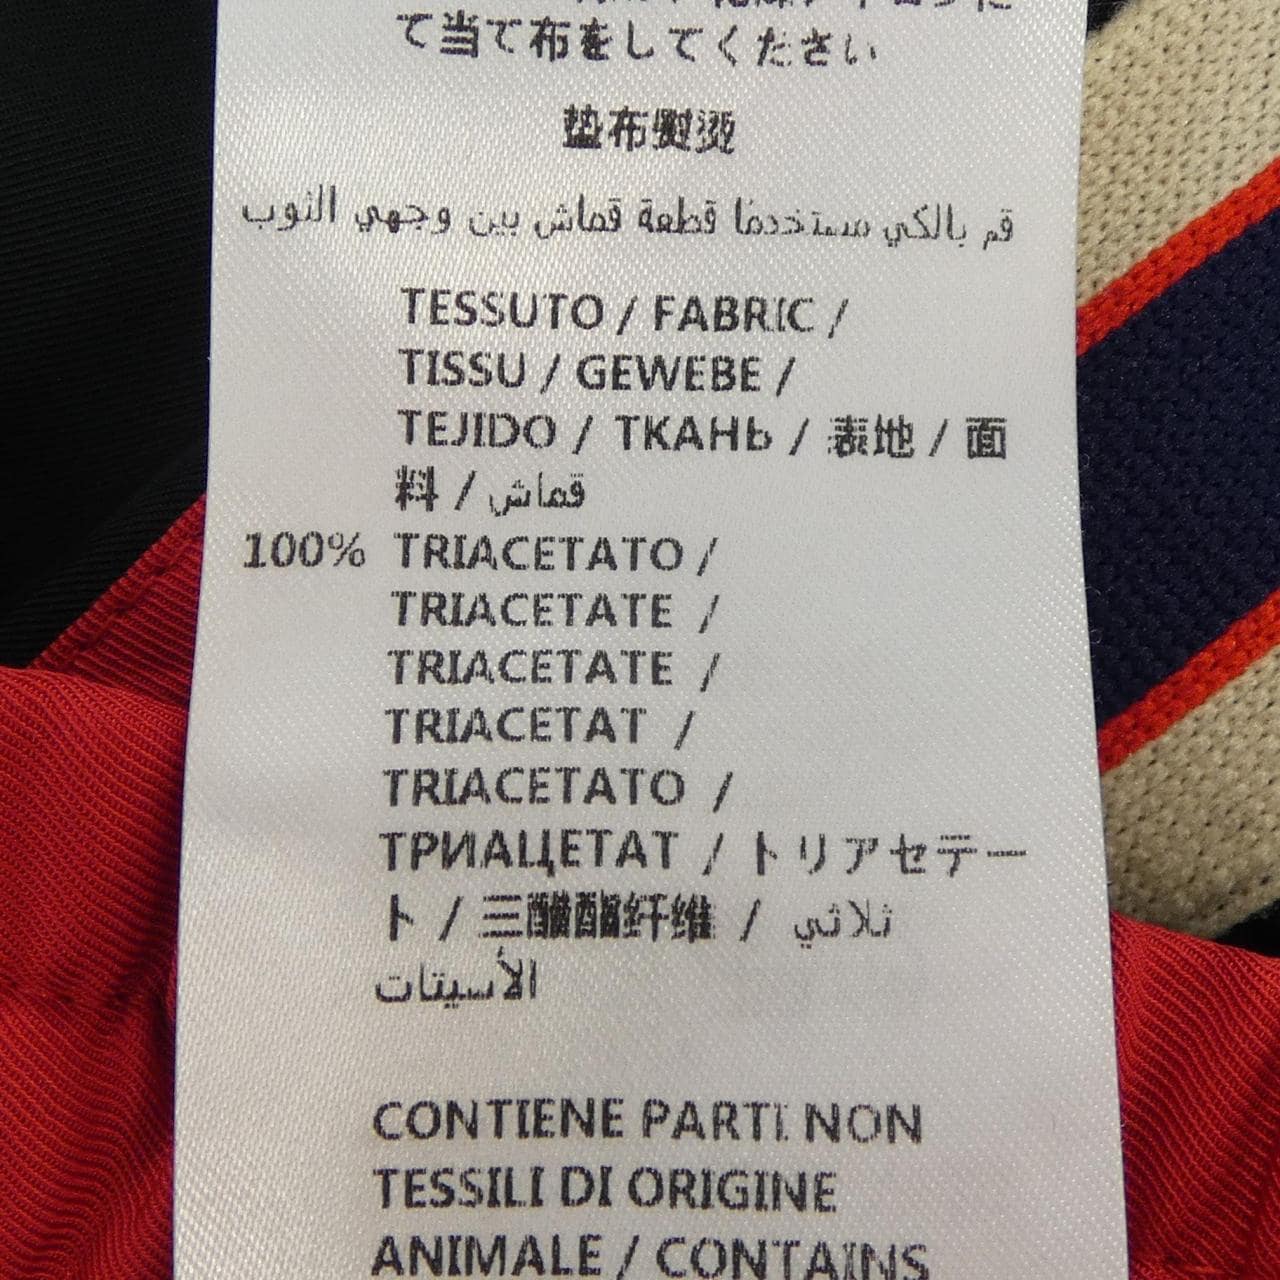 て当て布をしてください
垫布熨烫
قم بالكي مستخدما قطعة قماش بين وجهي الثوب
TESSUTO / FABRIC /
TISSU / GEWEBE /
TEJIDO / ТКАНЬ / 表地 / 面
料 / قماش
100% TRIACETATO /
TRIACETATE /
TRIACETATE /
TRIACETAT /
TRIACETATO /
ТРИАЦЕТАТ / トリアセテー
ト / 三醋酯纤维 / ثلاثي
الأسيتات
CONTIENE PARTI NON
TESSILI DI ORIGINE
ANIMALE / CONTAINS